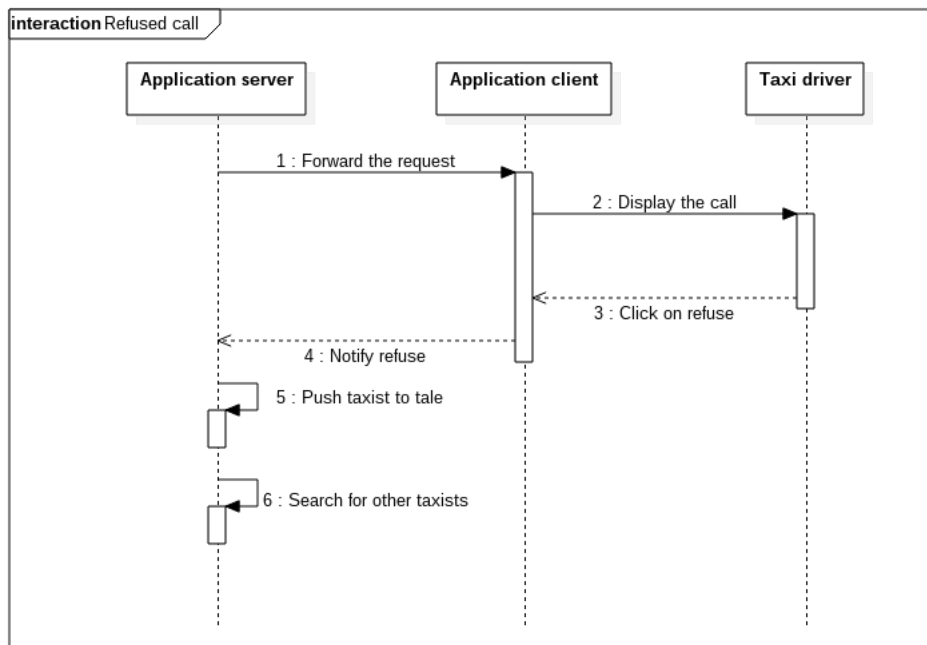 interaction Refused call
Application server
Application client
Taxi driver
1 : Forward the request
2 : Display the call
3 : Click on refuse
4 : Notify refuse
5 : Push taxist to tale
6 : Search for other taxists